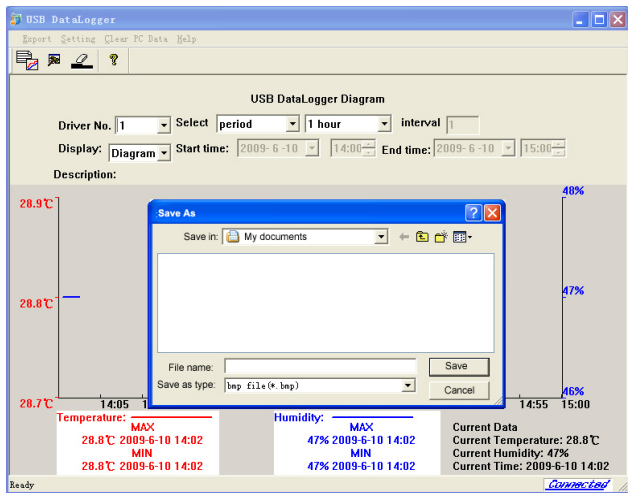 USB DataLogger
Export Setting Clear PC Data Help
USB DataLogger Diagram
Driver No. 1 Select period 1 hour interval 1
Display: Diagram Start time: 2009- 6 -10 14:00 End time: 2009- 6 -10 15:00
Description:
48%
28.9℃
Save As
Save in: My documents
47%
28.8℃
File name: Save
Save as type: bmp file(*.bmp) Cancel
46%
28.7℃ 14:05 1 14:55 15:00
Temperature: Humidity:
MAX MAX Current Data
28.8℃ 2009-6-10 14:02 47% 2009-6-10 14:02 Current Temperature: 28.8℃
MIN MIN Current Humidity: 47%
28.8℃ 2009-6-10 14:02 47% 2009-6-10 14:02 Current Time: 2009-6-10 14:02
Ready Connected